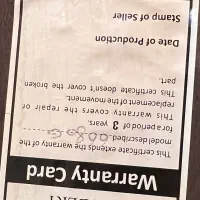 Warranty Card
This certificate extends the warranty of the
model described
for a period of 3 years.
This warranty covers the repair or
replacement of the movement.
This certificate doesn't cover the broken
part.
Date of Production
Stamp of Seller